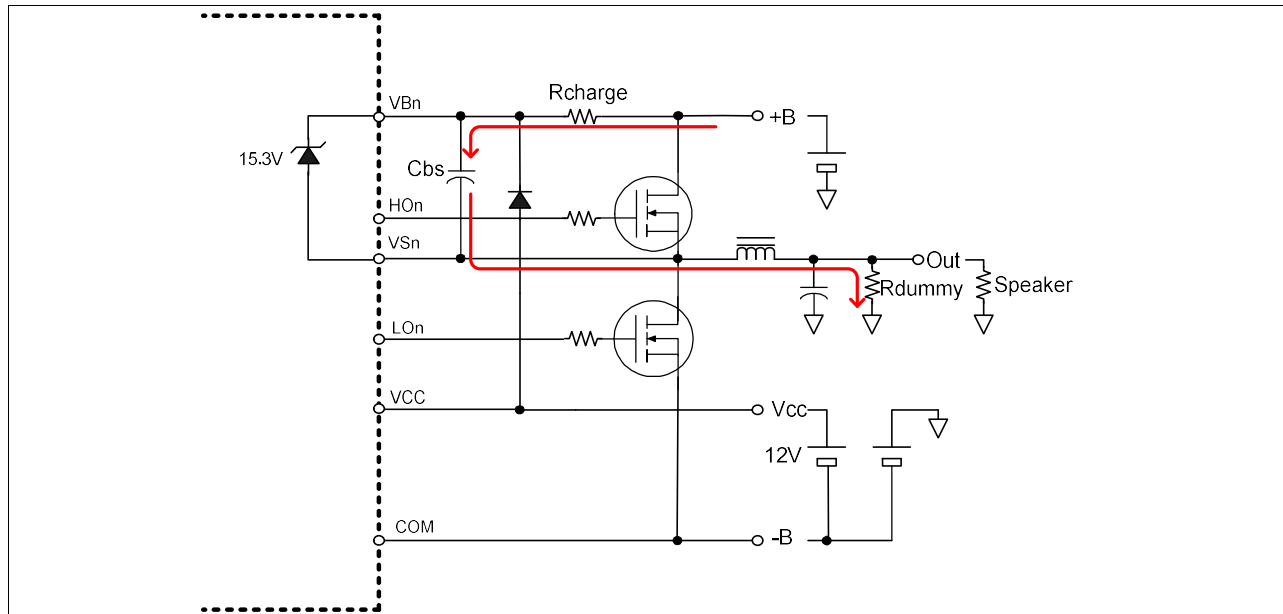 Rcharge
VBn
+B
15.3V
Cbs
HOn
VSn
Out
Rdummy
Speaker
LOn
VCC
Vcc
12V
COM
-B